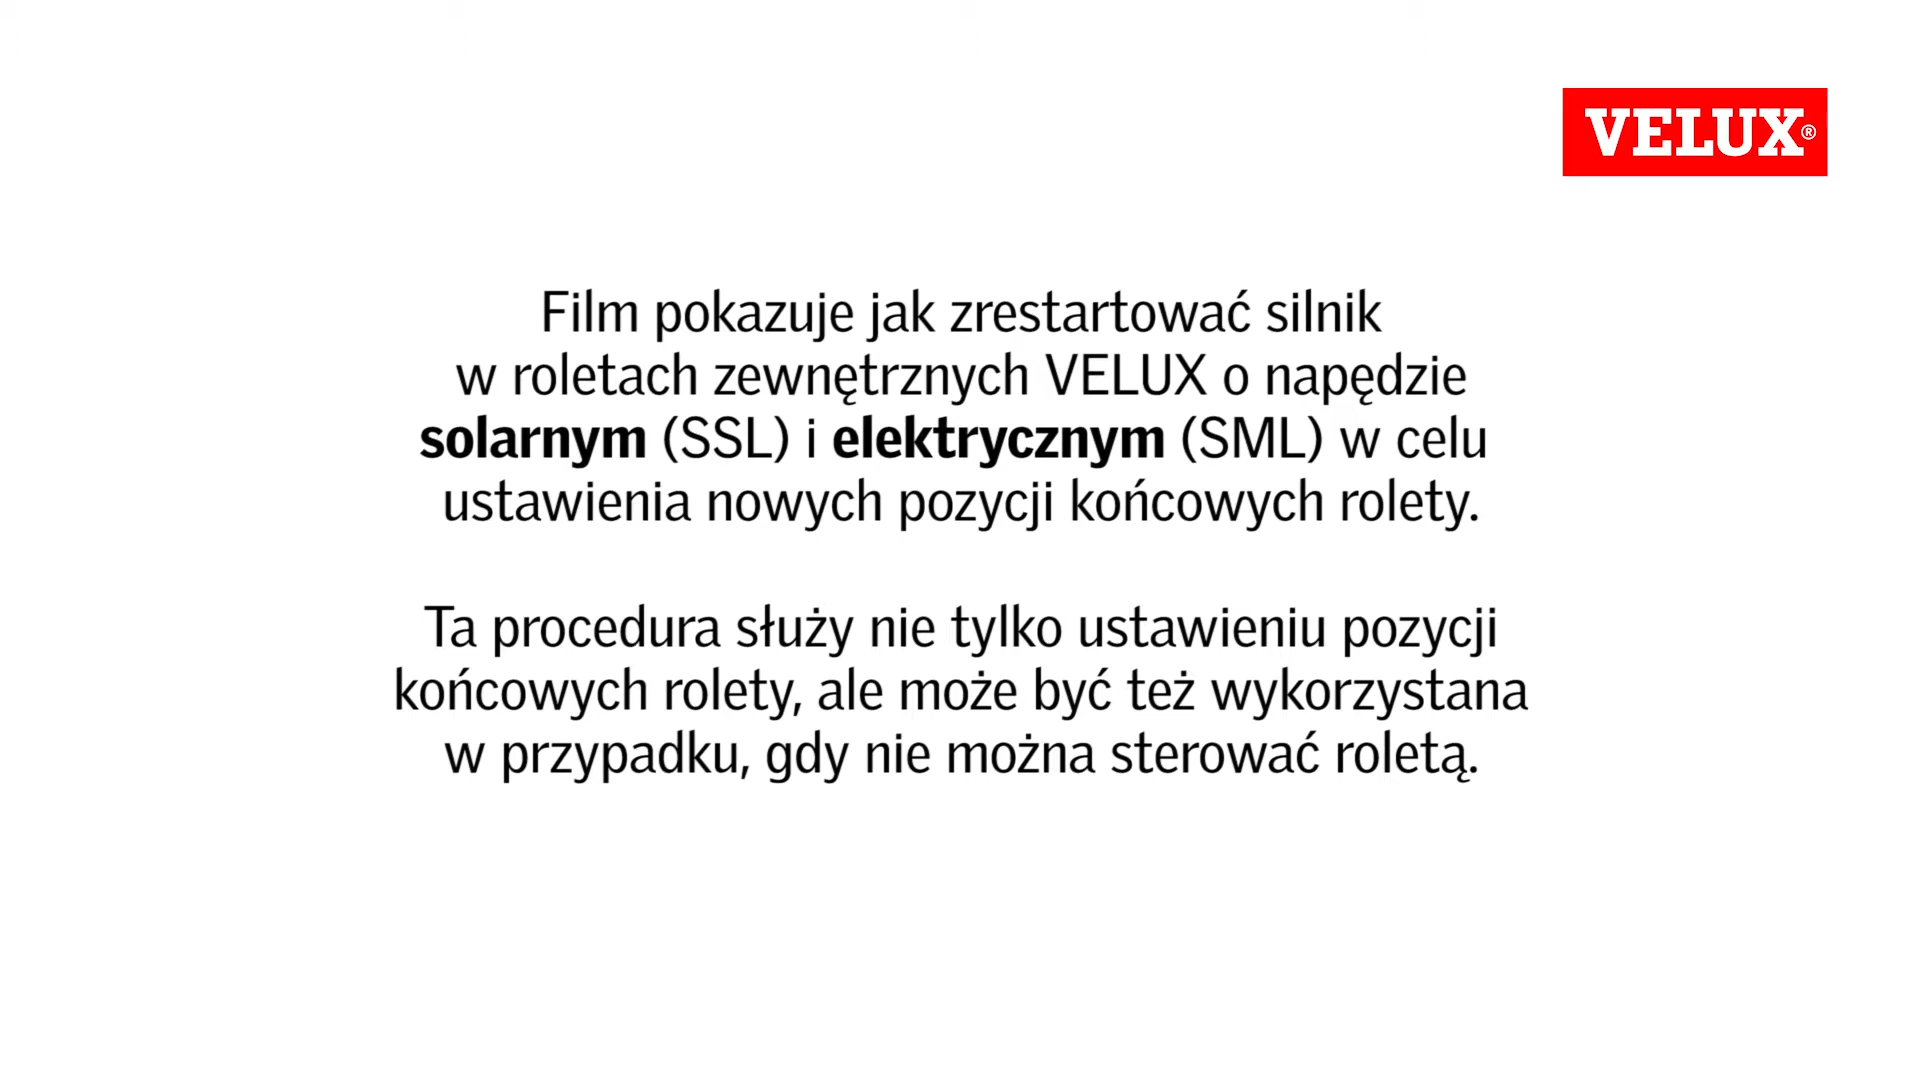 VELUX®
Film pokazuje jak zrestartować silnik
w roletach zewnętrznych VELUX o napędzie
solarnym (SSL) i elektrycznym (SML) w celu
ustawienia nowych pozycji końcowych rolety.
Ta procedura służy nie tylko ustawieniu pozycji
końcowych rolety, ale może być też wykorzystana
w przypadku, gdy nie można sterować roletą.